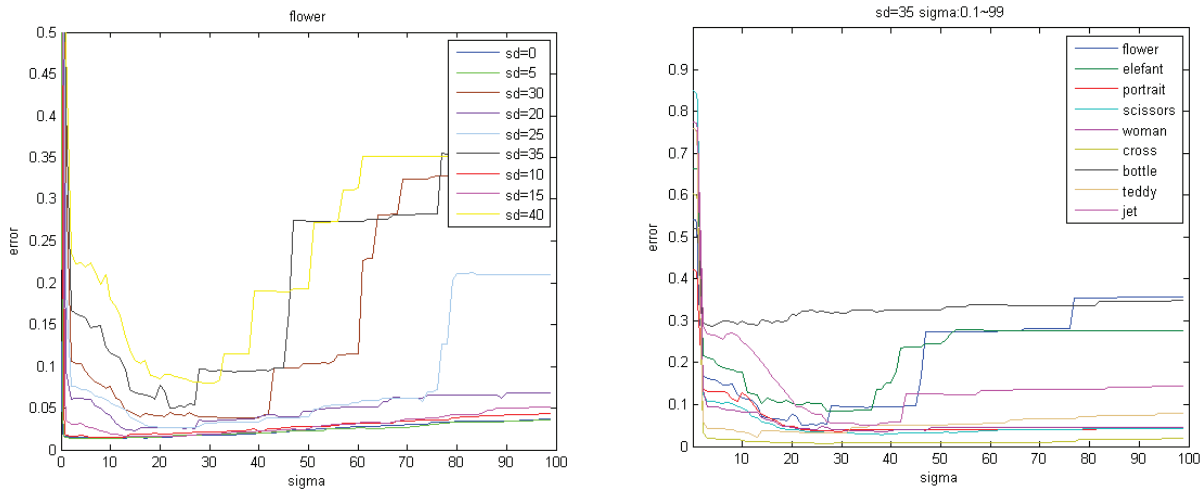 flower
0.5
0.45
0.4
0.35
0.3
0.25
0.2
0.15
0.1
0.05
0
error
0 10 20 30 40 50 60 70 80 90 100
sigma
sd=0
sd=5
sd=30
sd=20
sd=25
sd=35
sd=10
sd=15
sd=40
sd=35 sigma:0.1~99
0.9
0.8
0.7
0.6
0.5
0.4
0.3
0.2
0.1
0
error
10 20 30 40 50 60 70 80 90 100
sigma
flower
elefant
portrait
scissors
woman
cross
bottle
teddy
jet